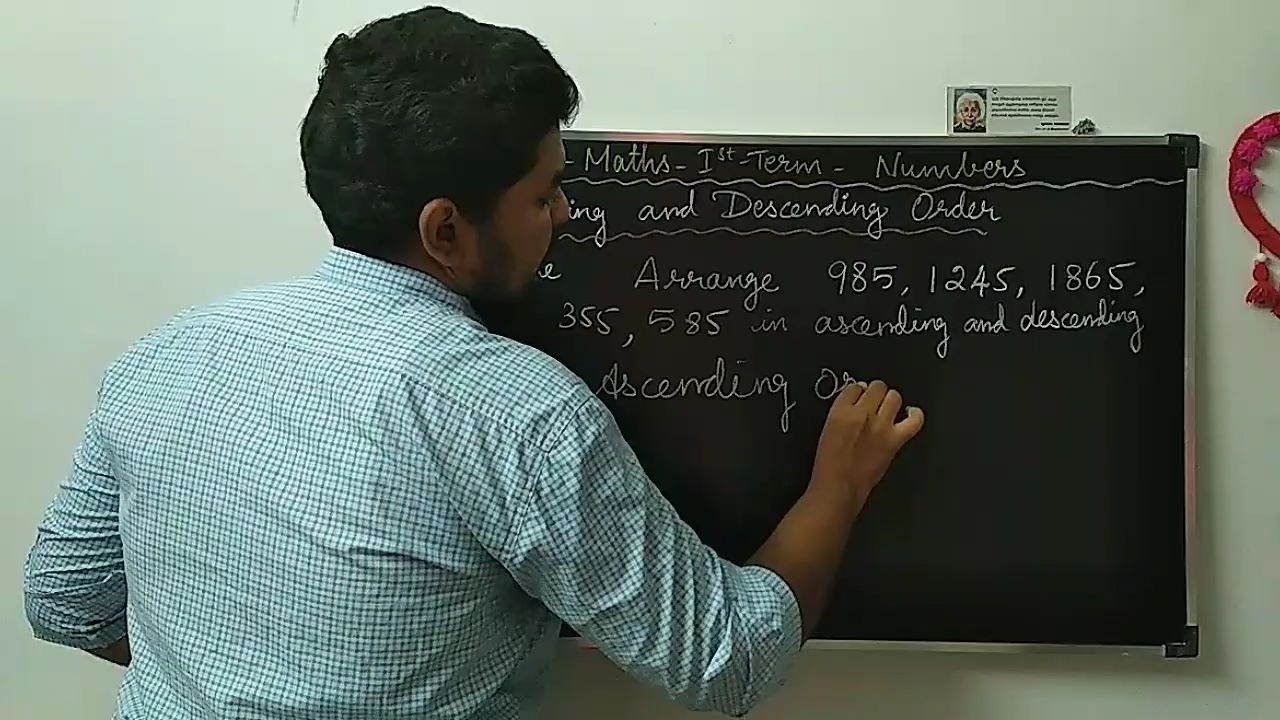 - Maths - Ist - Term - Numbers
ing and Descending Order
Arrange 985, 1245, 1865,
355, 585 in ascending and descending
Ascending Or